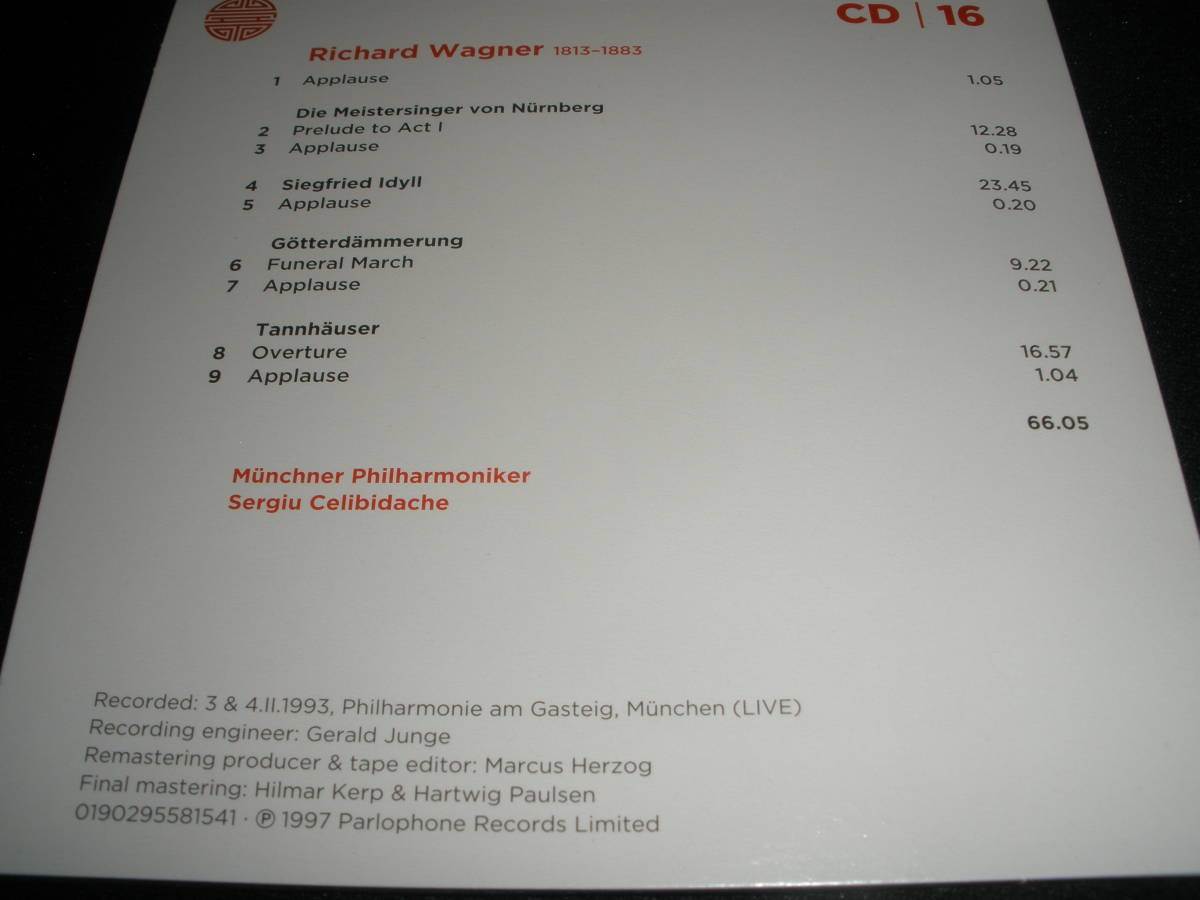 CD | 16
Richard Wagner 1813–1883
1 Applause 1.05
Die Meistersinger von Nürnberg
2 Prelude to Act I 12.28
3 Applause 0.19
4 Siegfried Idyll 23.45
5 Applause 0.20
Götterdämmerung
6 Funeral March 9.22
7 Applause 0.21
Tannhäuser
8 Overture 16.57
9 Applause 1.04
66.05
Münchner Philharmoniker
Sergiu Celibidache
Recorded: 3 & 4.II.1993, Philharmonie am Gasteig, München (LIVE)
Recording engineer: Gerald Junge
Remastering producer & tape editor: Marcus Herzog
Final mastering: Hilmar Kerp & Hartwig Paulsen
0190295581541 · ℗ 1997 Parlophone Records Limited